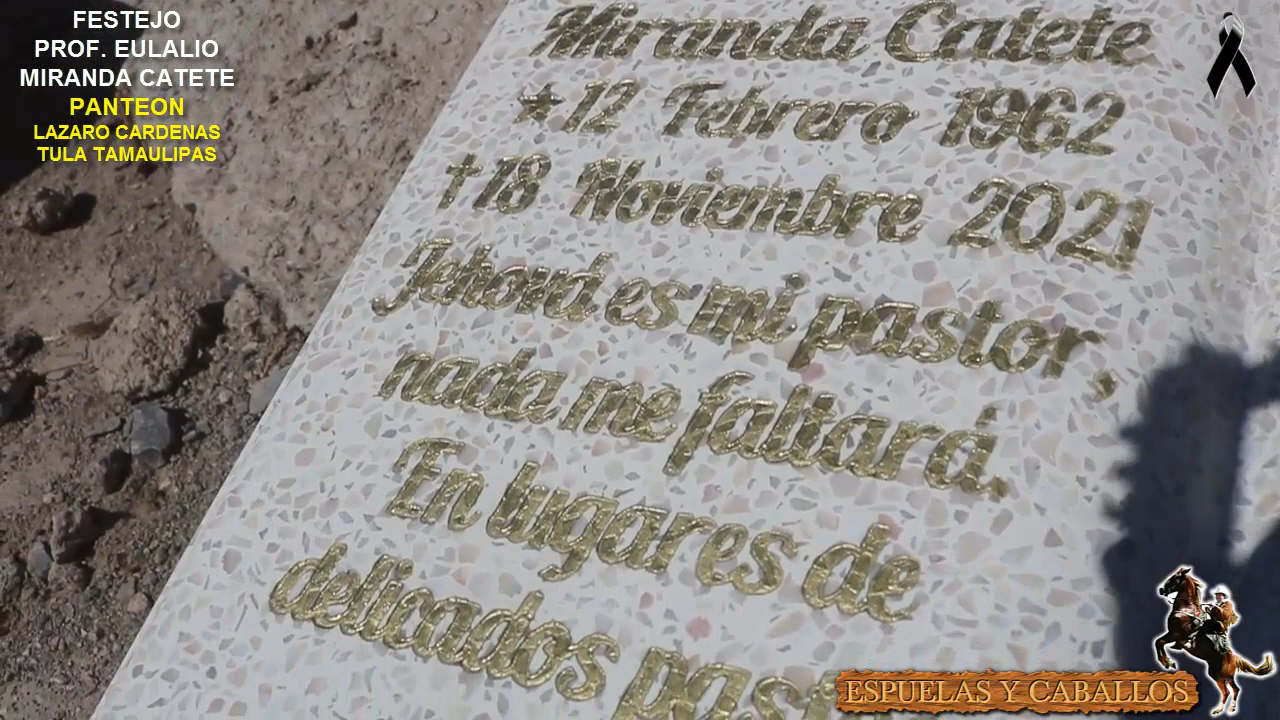 FESTEJO
PROF. EULALIO
MIRANDA CATETE
PANTEON
LAZARO CARDENAS
TULA TAMAULIPAS
Miranda Catete
12 Febrero 1962
18 Noviembre 2021
Jehová es mi pastor,
nada me faltará.
En lugares de
delicados
ESPUELAS Y CABALLOS